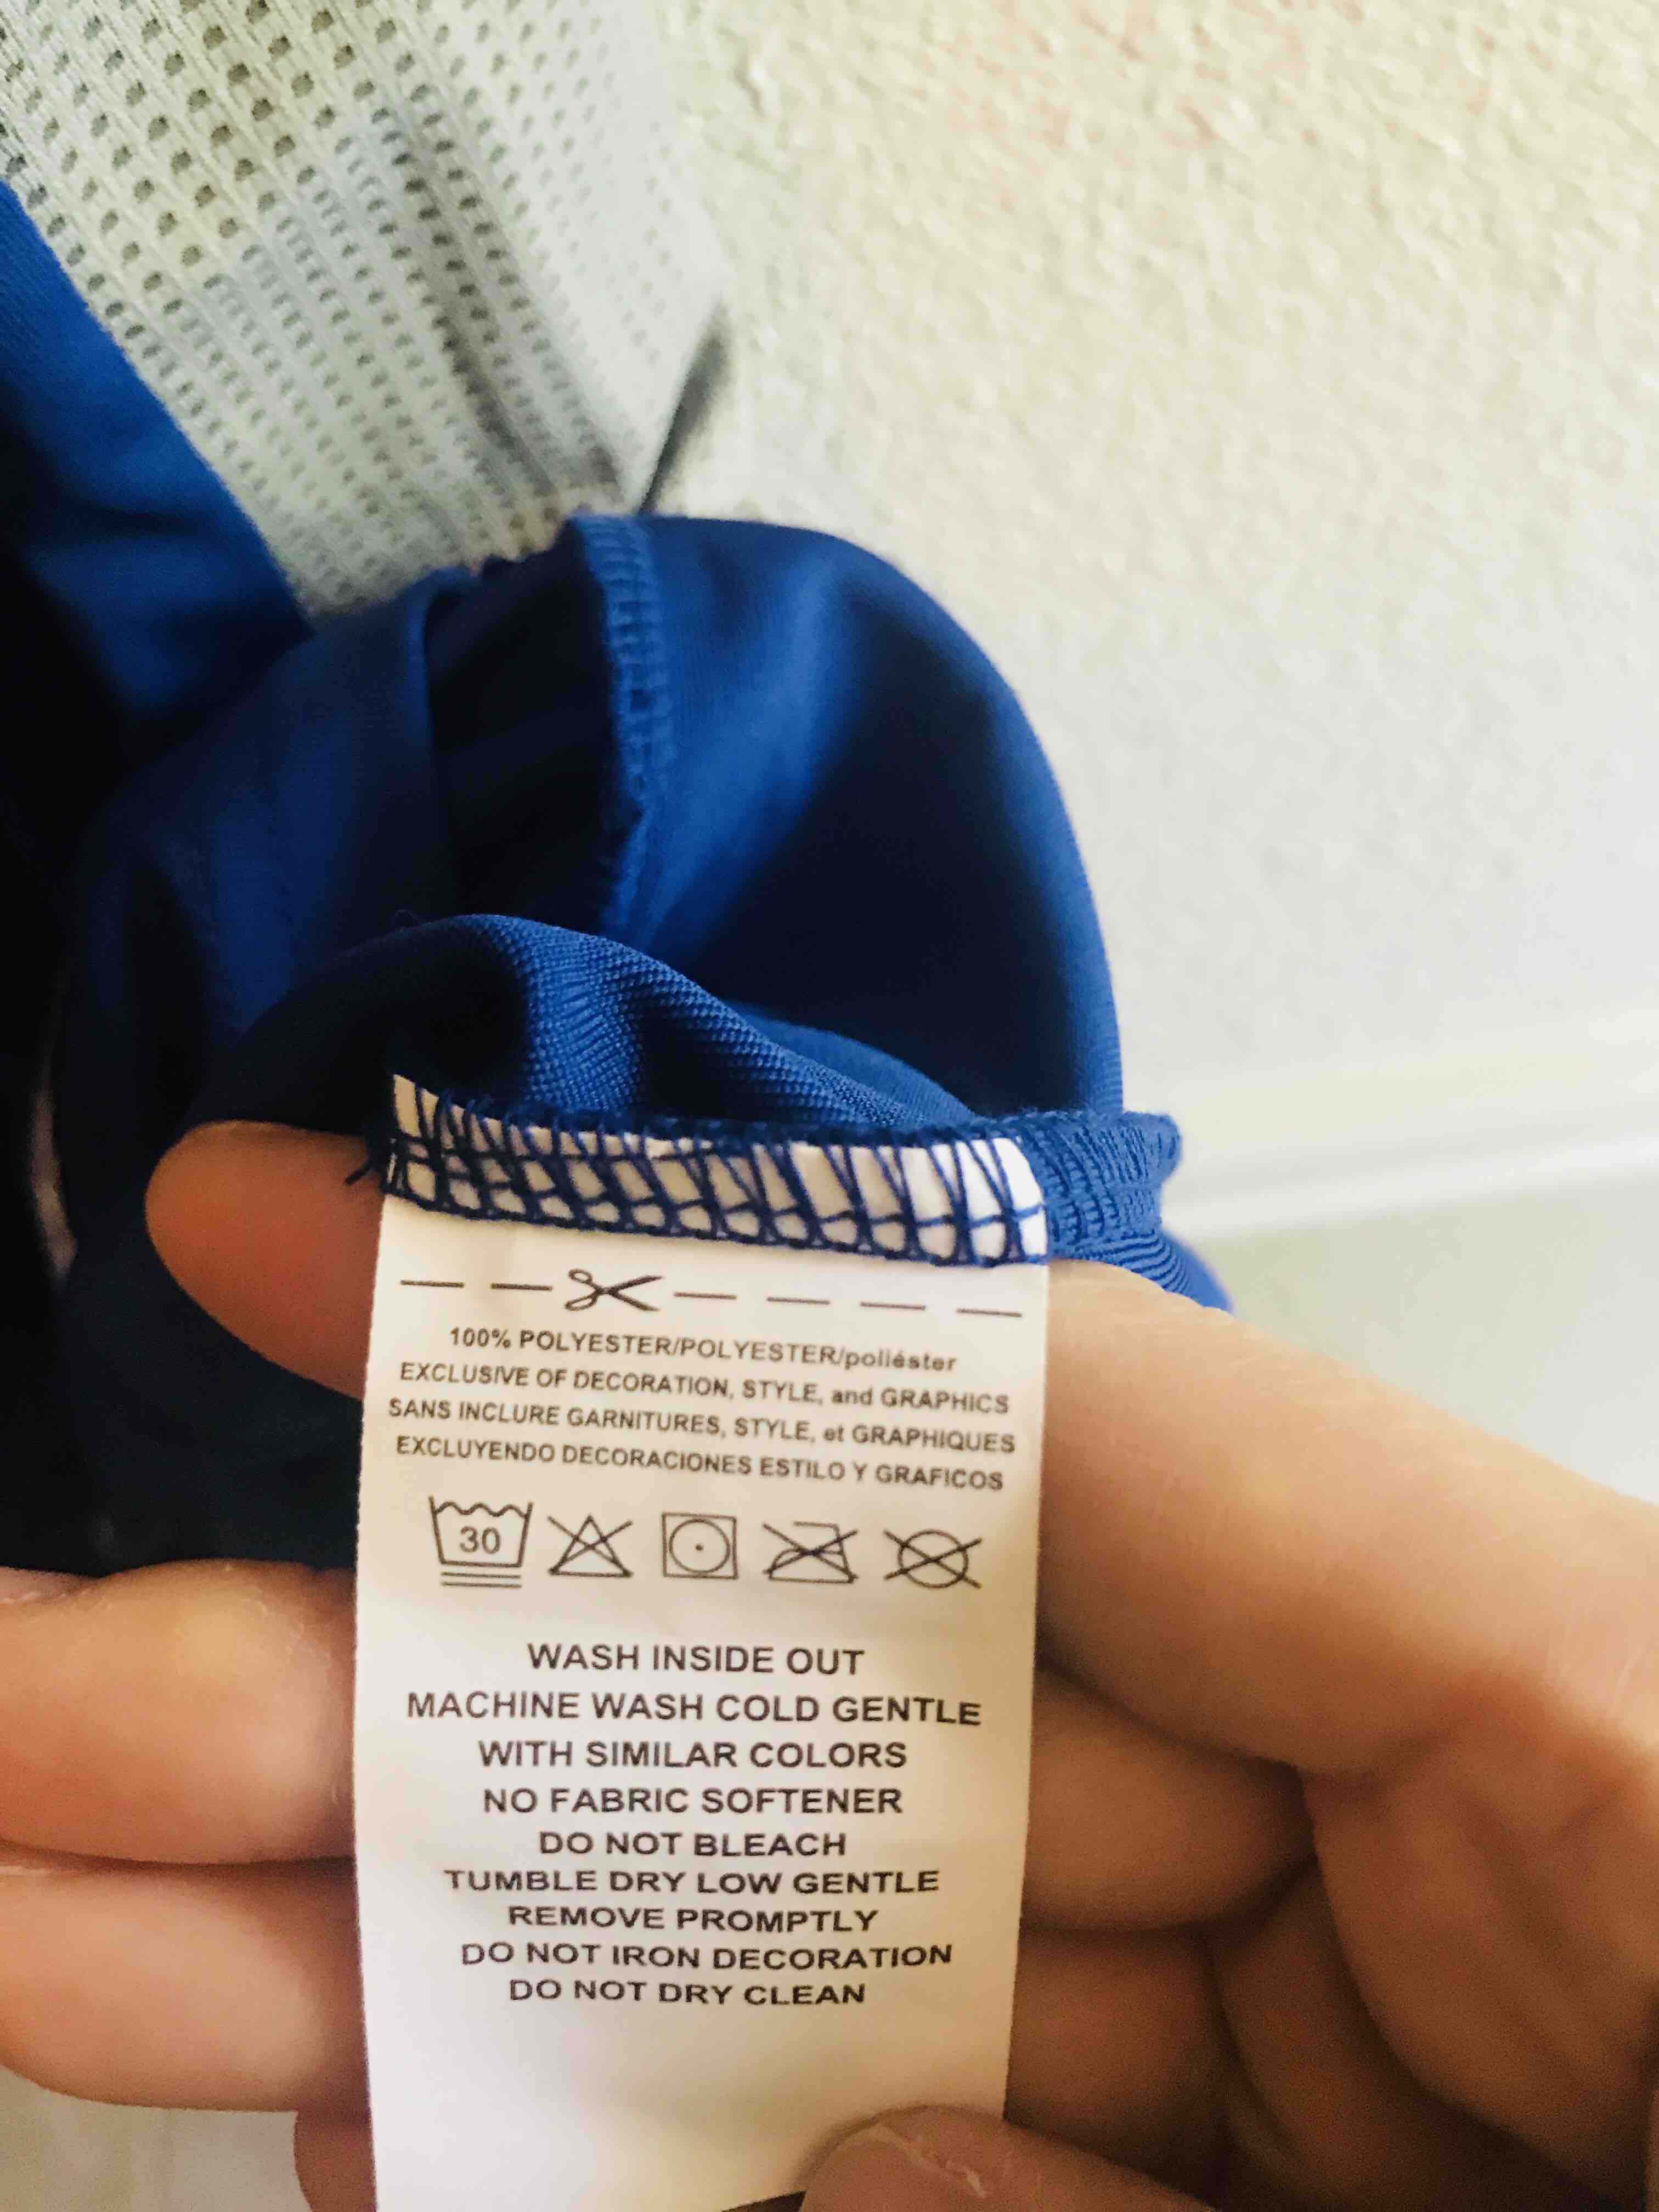 100% POLYESTER/POLYESTER/poliéster
EXCLUSIVE OF DECORATION, STYLE, and GRAPHICS
SANS INCLURE GARNITURES, STYLE, et GRAPHIQUES
EXCLUYENDO DECORACIONES ESTILO Y GRAFICOS
30
WASH INSIDE OUT
MACHINE WASH COLD GENTLE
WITH SIMILAR COLORS
NO FABRIC SOFTENER
DO NOT BLEACH
TUMBLE DRY LOW GENTLE
REMOVE PROMPTLY
DO NOT IRON DECORATION
DO NOT DRY CLEAN